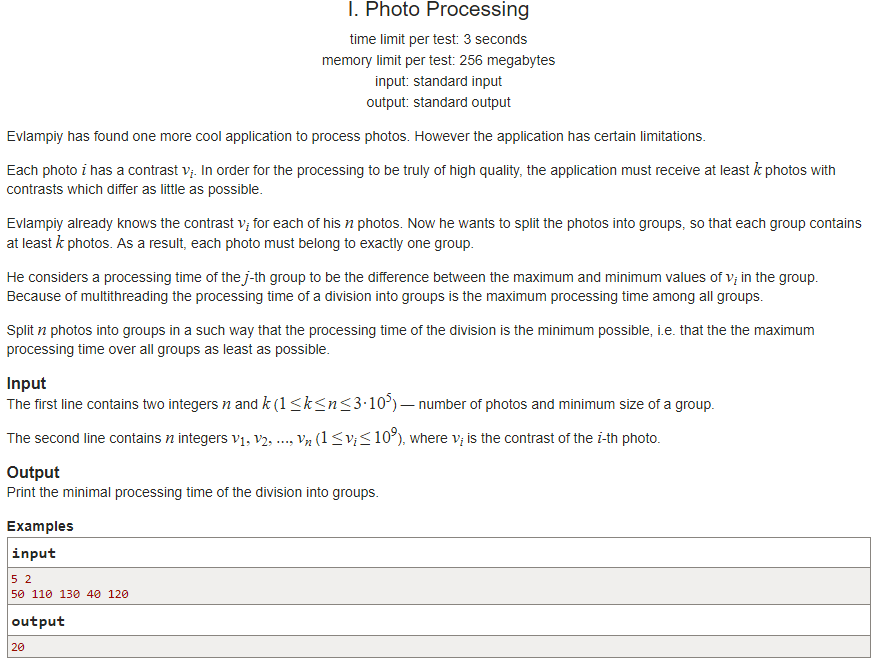 I. Photo Processing
time limit per test: 3 seconds
memory limit per test: 256 megabytes
input: standard input
output: standard output
Evlampiy has found one more cool application to process photos. However the application has certain limitations.
Each photo i has a contrast v_i. In order for the processing to be truly of high quality, the application must receive at least k photos with
contrasts which differ as little as possible.
Evlampiy already knows the contrast v_i for each of his n photos. Now he wants to split the photos into groups, so that each group contains
at least k photos. As a result, each photo must belong to exactly one group.
He considers a processing time of the j-th group to be the difference between the maximum and minimum values of v_i in the group.
Because of multithreading the processing time of a division into groups is the maximum processing time among all groups.
Split n photos into groups in a such way that the processing time of the division is the minimum possible, i.e. that the the maximum
processing time over all groups as least as possible.
Input
The first line contains two integers n and k (1 ≤ k ≤ n ≤ 3·10^5) — number of photos and minimum size of a group.
The second line contains n integers v_1, v_2, ..., v_n (1 ≤ v_i ≤ 10^9), where v_i is the contrast of the i-th photo.
Output
Print the minimal processing time of the division into groups.
Examples
input
5 2
50 110 130 40 120
output
20